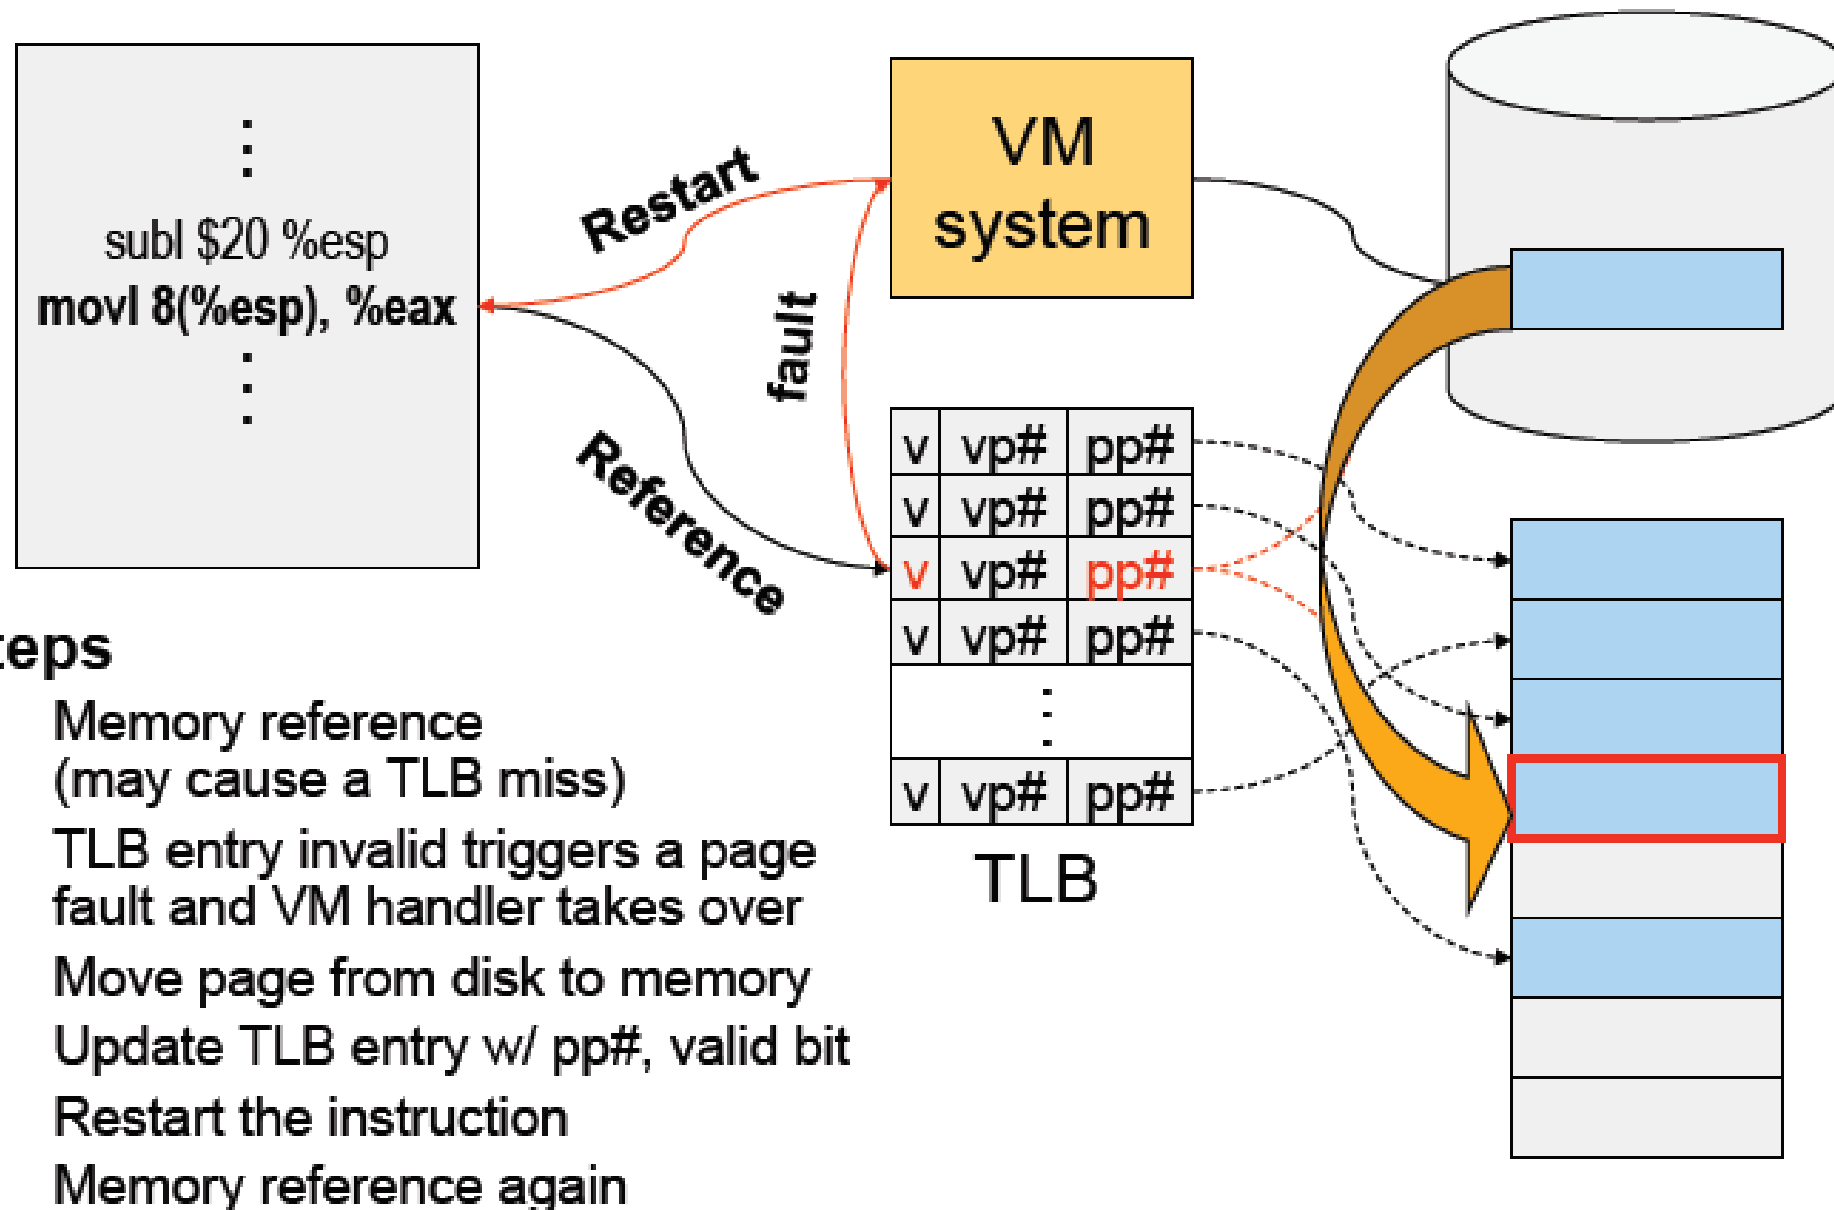 subl $20 %esp
movl 8(%esp), %eax
Restart
fault
Reference
VM
system
v vp# pp#
v vp# pp#
v vp# pp#
v vp# pp#
v vp# pp#
TLB
teps
Memory reference
(may cause a TLB miss)
TLB entry invalid triggers a page
fault and VM handler takes over
Move page from disk to memory
Update TLB entry w/ pp#, valid bit
Restart the instruction
Memory reference again